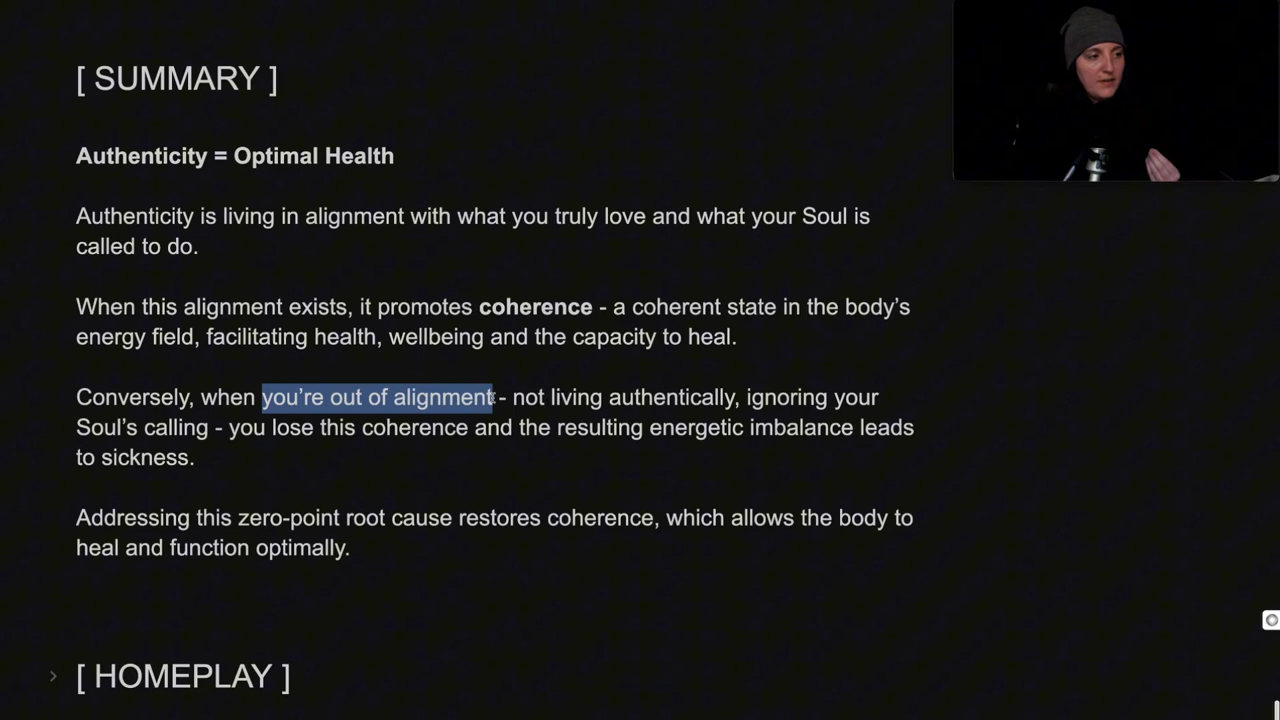 [ SUMMARY ]
Authenticity = Optimal Health
Authenticity is living in alignment with what you truly love and what your Soul is
called to do.
When this alignment exists, it promotes coherence - a coherent state in the body’s
energy field, facilitating health, wellbeing and the capacity to heal.
Conversely, when you’re out of alignment - not living authentically, ignoring your
Soul’s calling - you lose this coherence and the resulting energetic imbalance leads
to sickness.
Addressing this zero-point root cause restores coherence, which allows the body to
heal and function optimally.
[ HOMEPLAY ]